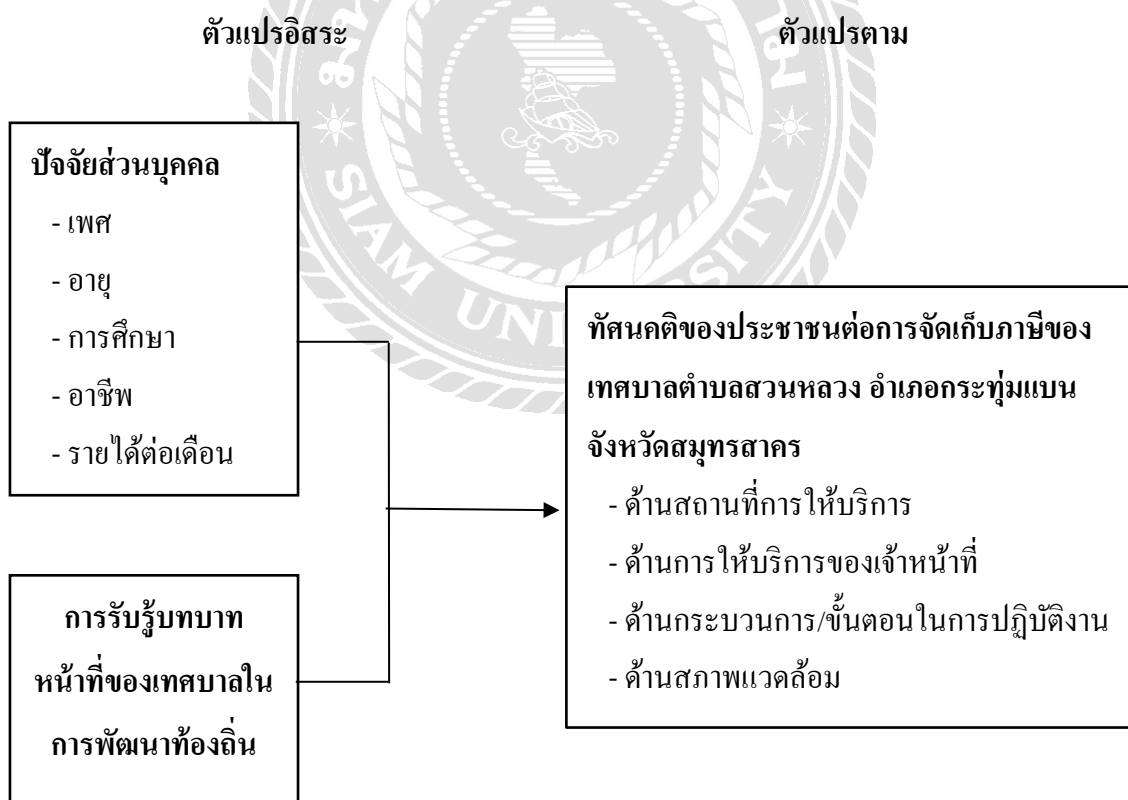 ตัวแปรอิสระ
ตัวแปรตาม
ปัจจัยส่วนบุคคล
- เพศ
- อายุ
- การศึกษา
- อาชีพ
- รายได้ต่อเดือน
การรับรู้บทบาท
หน้าที่ของเทศบาลใน
การพัฒนาท้องถิ่น
ทัศนคติของประชาชนต่อการจัดเก็บภาษีของ
เทศบาลตำบลสวนหลวง อำเภอกระทุ่มแบน
จังหวัดสมุทรสาคร
- ด้านสถานที่การให้บริการ
- ด้านการให้บริการของเจ้าหน้าที่
- ด้านกระบวนการ/ขั้นตอนในการปฏิบัติงาน
- ด้านสภาพแวดล้อม
SIAM UNIVERSITY